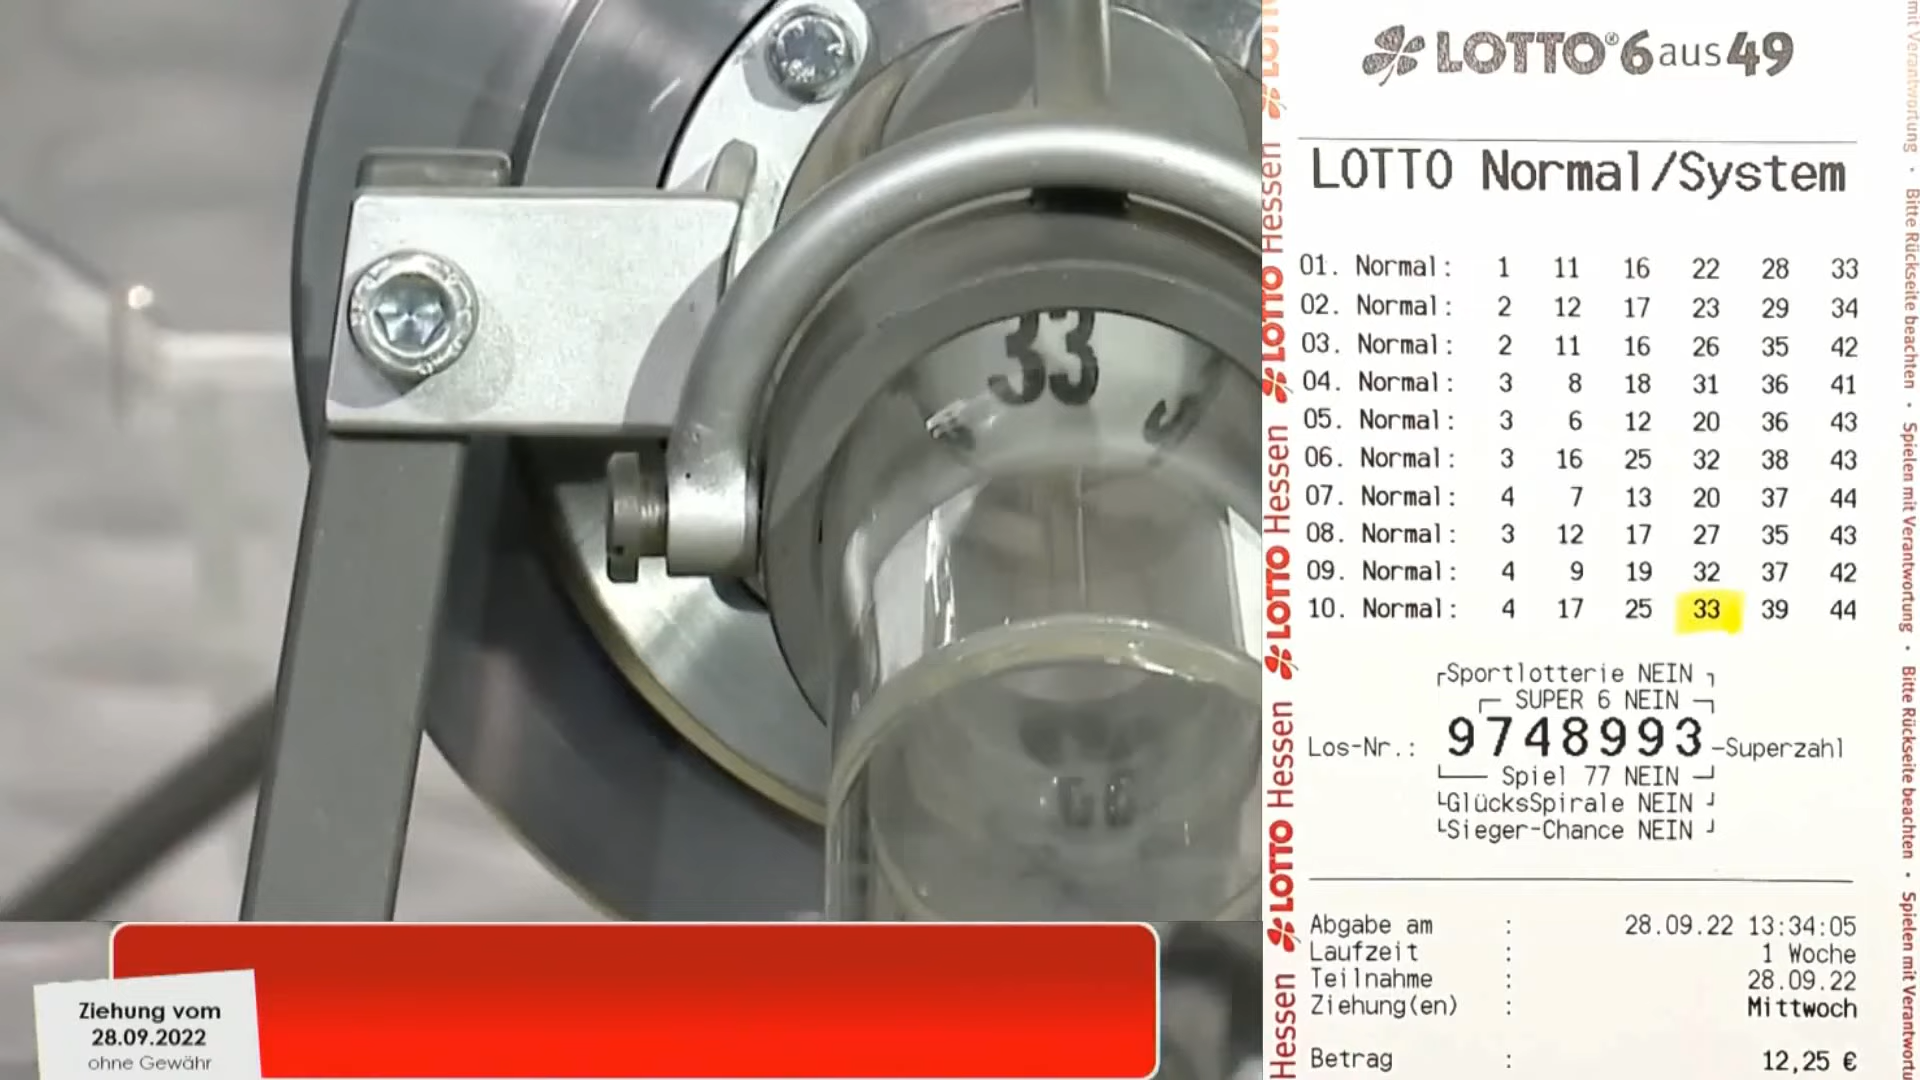 33
Ziehung vom
28.09.2022
ohne Gewähr
LOTTO® 6 aus 49
LOTTO Normal/System
01. Normal: 1 11 16 22 28 33
02. Normal: 2 12 17 23 29 34
03. Normal: 2 11 16 26 35 42
04. Normal: 3 8 18 31 36 41
05. Normal: 3 6 12 20 36 43
06. Normal: 3 16 25 32 38 43
07. Normal: 4 7 13 20 37 44
08. Normal: 3 12 17 27 35 43
09. Normal: 4 9 19 32 37 42
10. Normal: 4 17 25 33 39 44
Sportlotterie NEIN
SUPER 6 NEIN
Los-Nr.: 9748993 -Superzahl
Spiel 77 NEIN
GlücksSpirale NEIN
Sieger-Chance NEIN
Abgabe am : 28.09.22 13:34:05
Laufzeit : 1 Woche
Teilnahme : 28.09.22
Ziehung(en) : Mittwoch
Betrag : 12,25 €
Hessen LOTTO Hessen LOTTO Hessen LOTTO Hessen LOTTO
mit Verantwortung • Bitte Rückseite beachten • Spielen mit Verantwortung • Bitte Rückseite beachten • Spielen mit Verantwortu